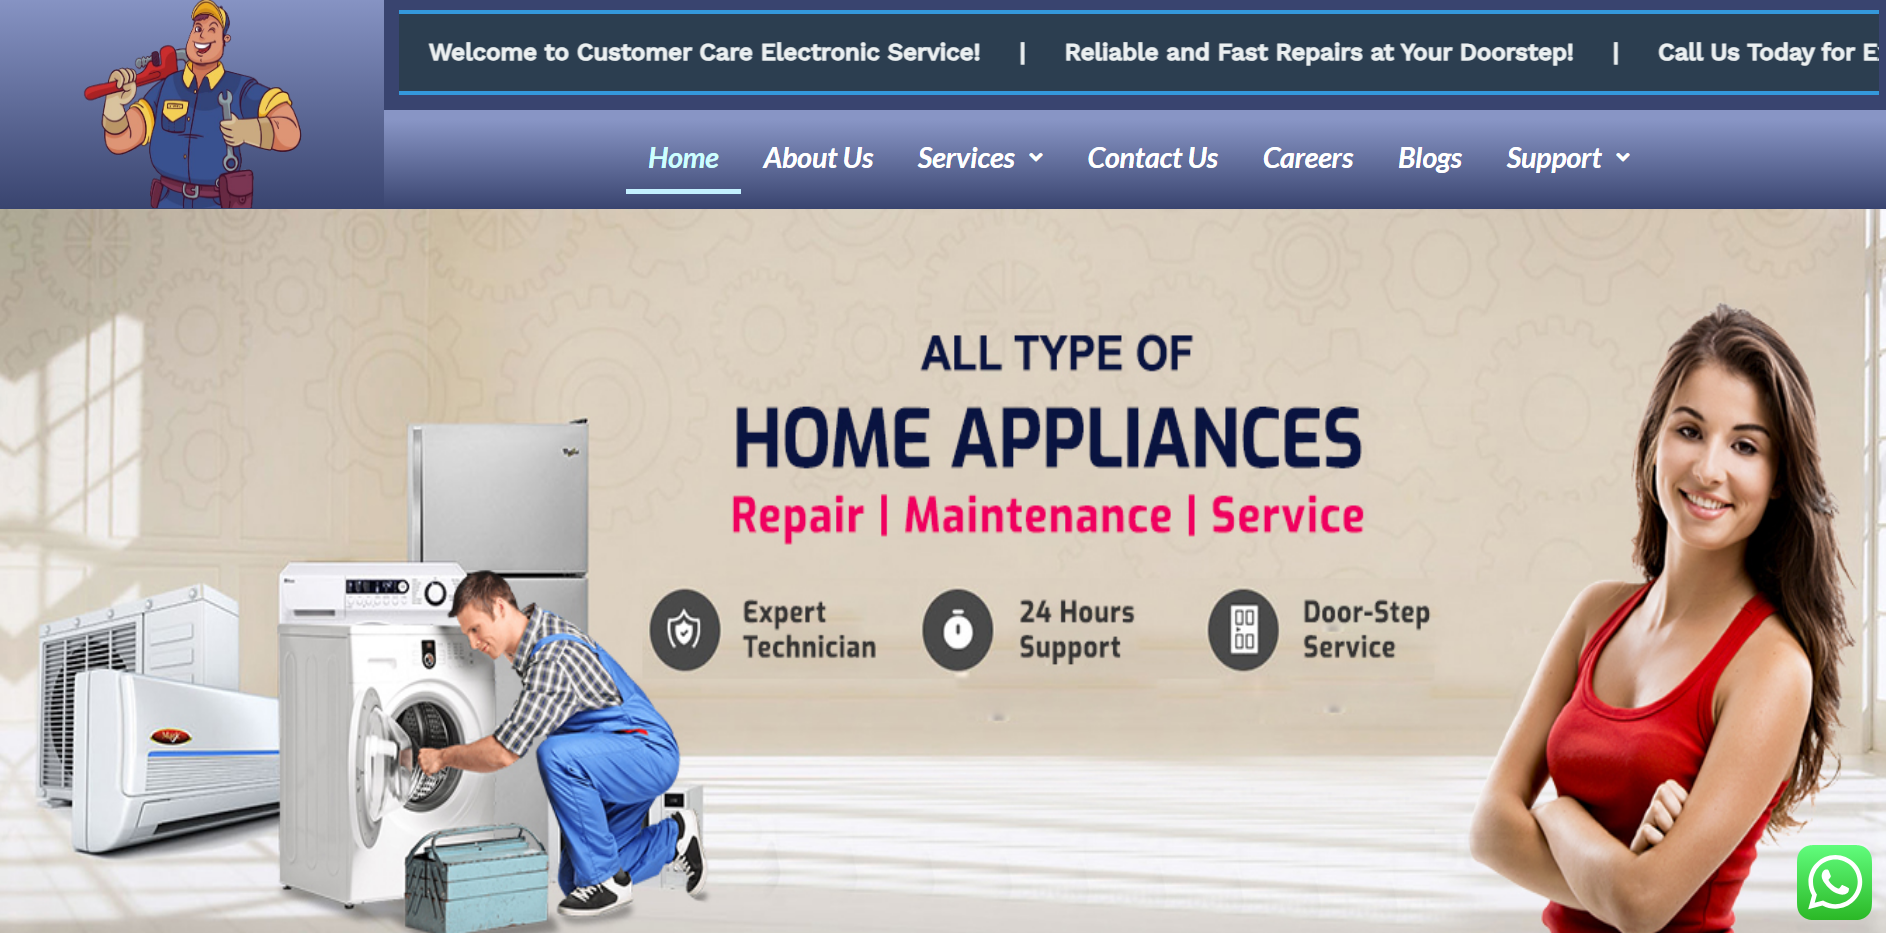 Welcome to Customer Care Electronic Service! | Reliable and Fast Repairs at Your Doorstep! | Call Us Today for
Home About Us Services Contact Us Careers Blogs Support
ALL TYPE OF
HOME APPLIANCES
Repair | Maintenance | Service
Expert
Technician
24 Hours
Support
Door-Step
Service